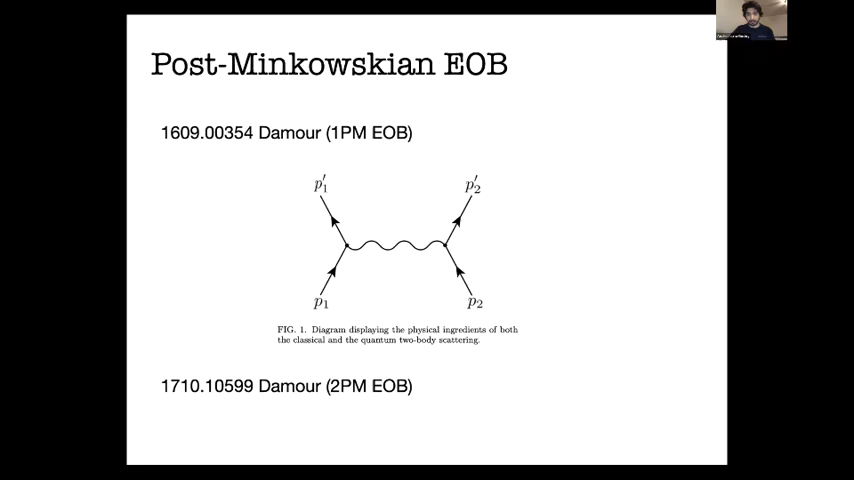 Post-Minkowskian EOB
1609.00354 Damour (1PM EOB)
p′₁
p′₂
p₁
p₂
FIG. 1. Diagram displaying the physical ingredients of both
the classical and the quantum two-body scattering.
1710.10599 Damour (2PM EOB)